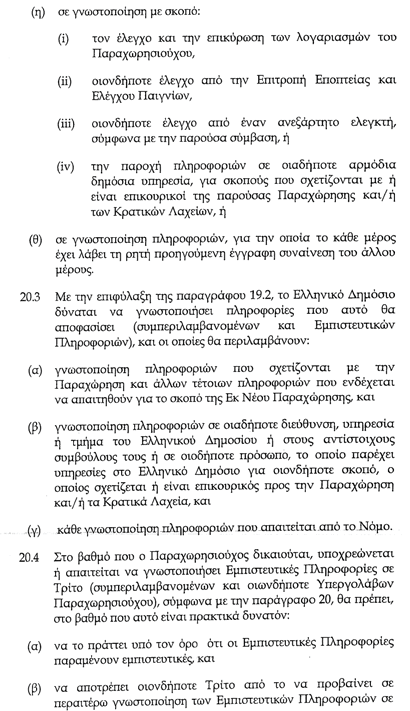 (η) σε γνωστοποίηση με σκοπό:
(i) τον έλεγχο και την επικύρωση των λογαριασμών του
Παραχωρησιούχου,
(ii) οιονδήποτε έλεγχο από την Επιτροπή Εποπτείας και
Ελέγχου Παιγνίων,
(iii) οιονδήποτε έλεγχο από έναν ανεξάρτητο ελεγκτή,
σύμφωνα με την παρούσα σύμβαση, ή
(iv) την παροχή πληροφοριών σε οιαδήποτε αρμόδια
δημόσια υπηρεσία, για σκοπούς που σχετίζονται με ή
είναι επικουρικοί της παρούσας Παραχώρησης και/ή
των Κρατικών Λαχείων, ή
(θ) σε γνωστοποίηση πληροφοριών, για την οποία το κάθε μέρος
έχει λάβει τη ρητή προηγούμενη έγγραφη συναίνεση του άλλου
μέρους.
20.3 Με την επιφύλαξη της παραγράφου 19.2, το Ελληνικό Δημόσιο
δύναται να γνωστοποιήσει πληροφορίες που αυτό θα
αποφασίσει (συμπεριλαμβανομένων και Εμπιστευτικών
Πληροφοριών), και οι οποίες θα περιλαμβάνουν:
(α) γνωστοποίηση πληροφοριών που σχετίζονται με την
Παραχώρηση και άλλων τέτοιων πληροφοριών που ενδέχεται
να απαιτηθούν για το σκοπό της Εκ Νέου Παραχώρησης, και
(β) γνωστοποίηση πληροφοριών σε οιαδήποτε διεύθυνση, υπηρεσία
ή τμήμα του Ελληνικού Δημοσίου ή στους αντίστοιχους
συμβούλους τους ή σε οιοδήποτε πρόσωπο, το οποίο παρέχει
υπηρεσίες στο Ελληνικό Δημόσιο για οιονδήποτε σκοπό, ο
οποίος σχετίζεται ή είναι επικουρικός προς την Παραχώρηση
και/ή τα Κρατικά Λαχεία, και
(γ) κάθε γνωστοποίηση πληροφοριών που απαιτείται από το Νόμο.
20.4 Στο βαθμό που ο Παραχωρησιούχος δικαιούται, υποχρεώνεται
ή απαιτείται να γνωστοποιήσει Εμπιστευτικές Πληροφορίες σε
Τρίτο (συμπεριλαμβανομένων και οιωνδήποτε Υπεργολάβων
Παραχωρησιούχου), σύμφωνα με την παράγραφο 20, θα πρέπει,
στο βαθμό που αυτό είναι πρακτικά δυνατόν:
(α) να το πράττει υπό τον όρο ότι οι Εμπιστευτικές Πληροφορίες
παραμένουν εμπιστευτικές, και
(β) να αποτρέπει οιονδήποτε Τρίτο από το να προβαίνει σε
περαιτέρω γνωστοποίηση των Εμπιστευτικών Πληροφοριών σε